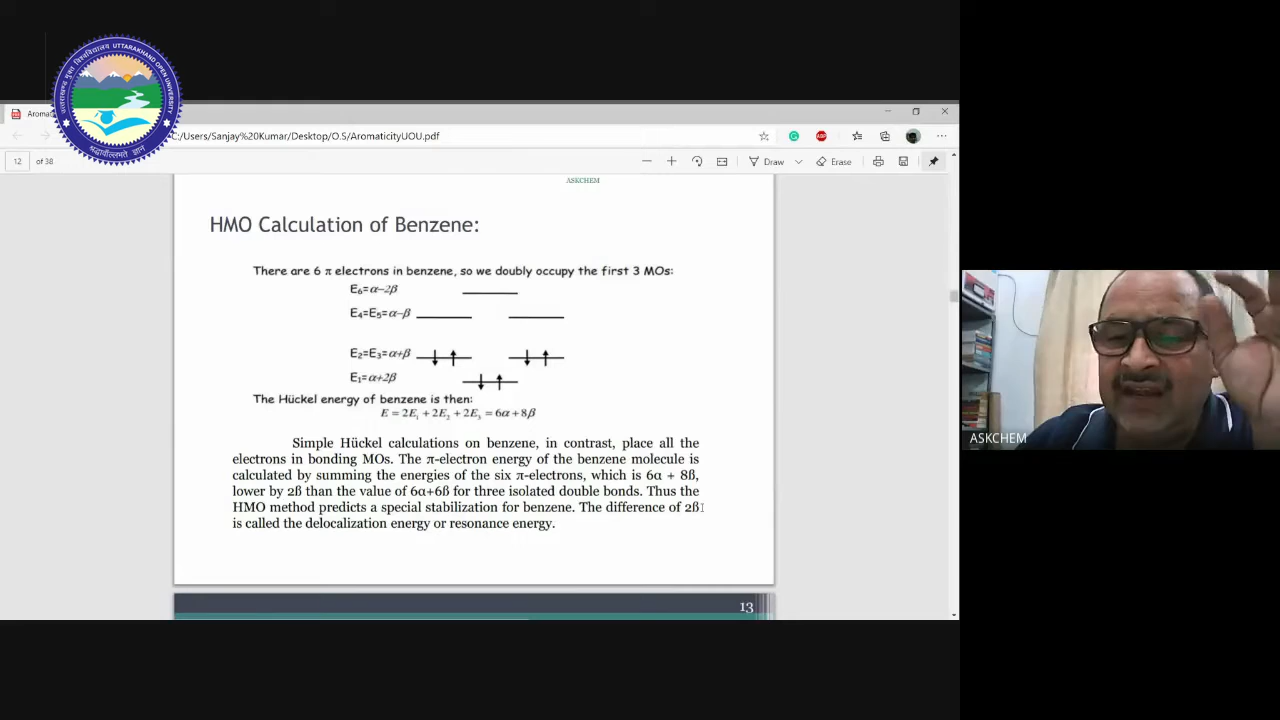 UTTARAKHAND OPEN UNIVERSITY
Aromati
C:/Users/Sanjay%20Kumar/Desktop/O.S/AromaticityUOU.pdf
12 of 38
Draw
Erase
ASKCHEM
HMO Calculation of Benzene:
There are 6 π electrons in benzene, so we doubly occupy the first 3 MOs:
E₆=α−2β
E₄=E₅=α−β
E₂=E₃=α+β
E₁=α+2β
The Hückel energy of benzene is then:
E = 2E₁ + 2E₂ + 2E₃ = 6α + 8β
Simple Hückel calculations on benzene, in contrast, place all the
electrons in bonding MOs. The π-electron energy of the benzene molecule is
calculated by summing the energies of the six π-electrons, which is 6α + 8ß,
lower by 2ß than the value of 6α+6ß for three isolated double bonds. Thus the
HMO method predicts a special stabilization for benzene. The difference of 2ß
is called the delocalization energy or resonance energy.
13
ASKCHEM